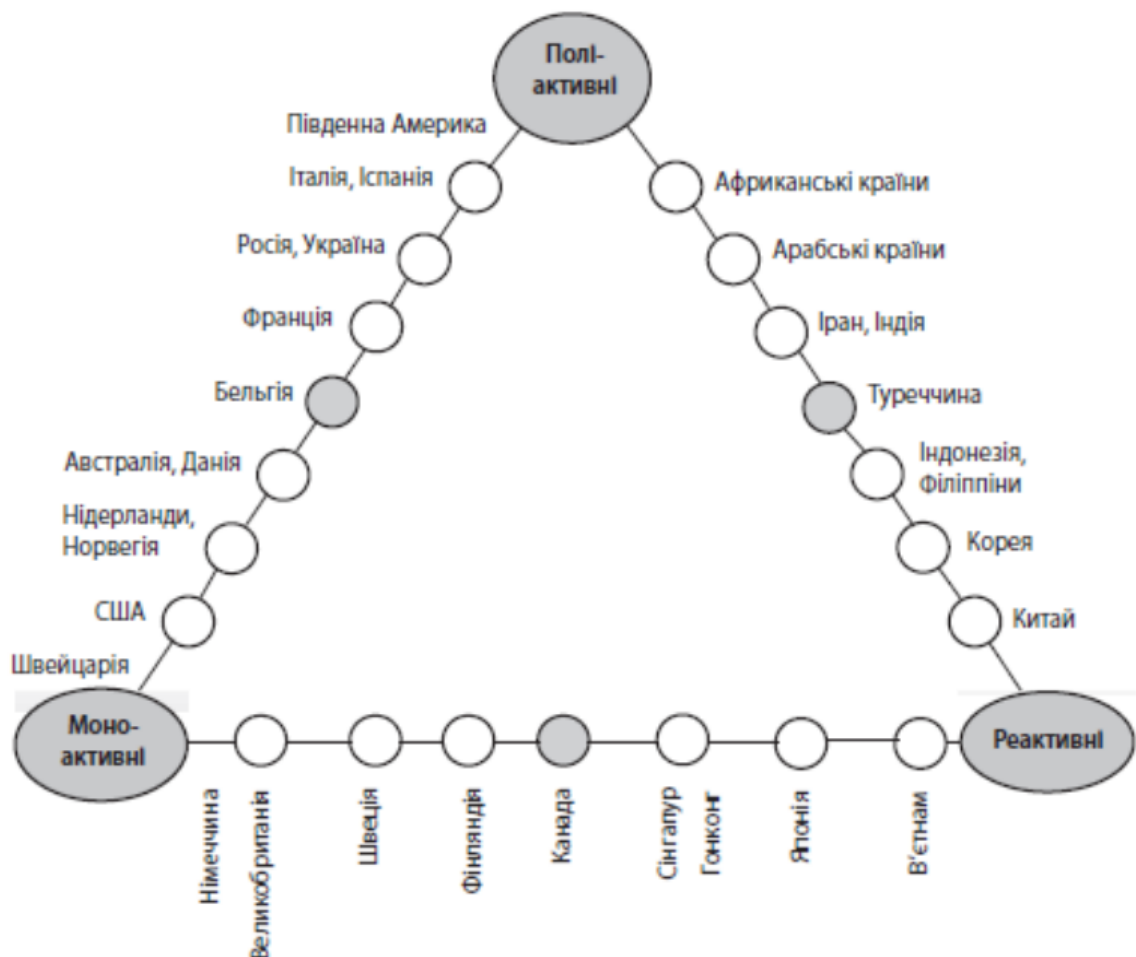 Полі-
активні
Південна Америка
Італія, Іспанія
Африканські країни
Росія, Україна
Арабські країни
Франція
Іран, Індія
Бельгія
Туреччина
Австралія, Данія
Індонезія,
Філіппіни
Нідерланди,
Норвегія
Корея
США
Китай
Швейцарія
Моно-
активні
Реактивні
Німеччина
Великобританія
Швеція
Фінляндія
Канада
Сінгапур
Гонконг
Японія
В'єтнам